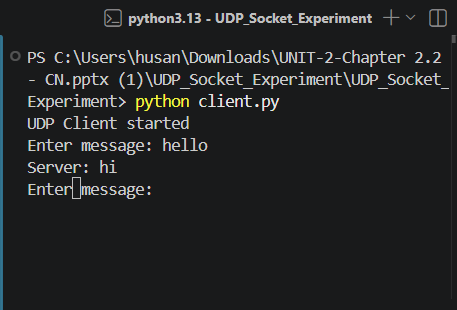 python3.13 - UDP_Socket_Experiment
PS C:\Users\husan\Downloads\UNIT-2-Chapter 2.2
- CN.pptx (1)\UDP_Socket_Experiment\UDP_Socket_
Experiment> python client.py
UDP Client started
Enter message: hello
Server: hi
Enter message: